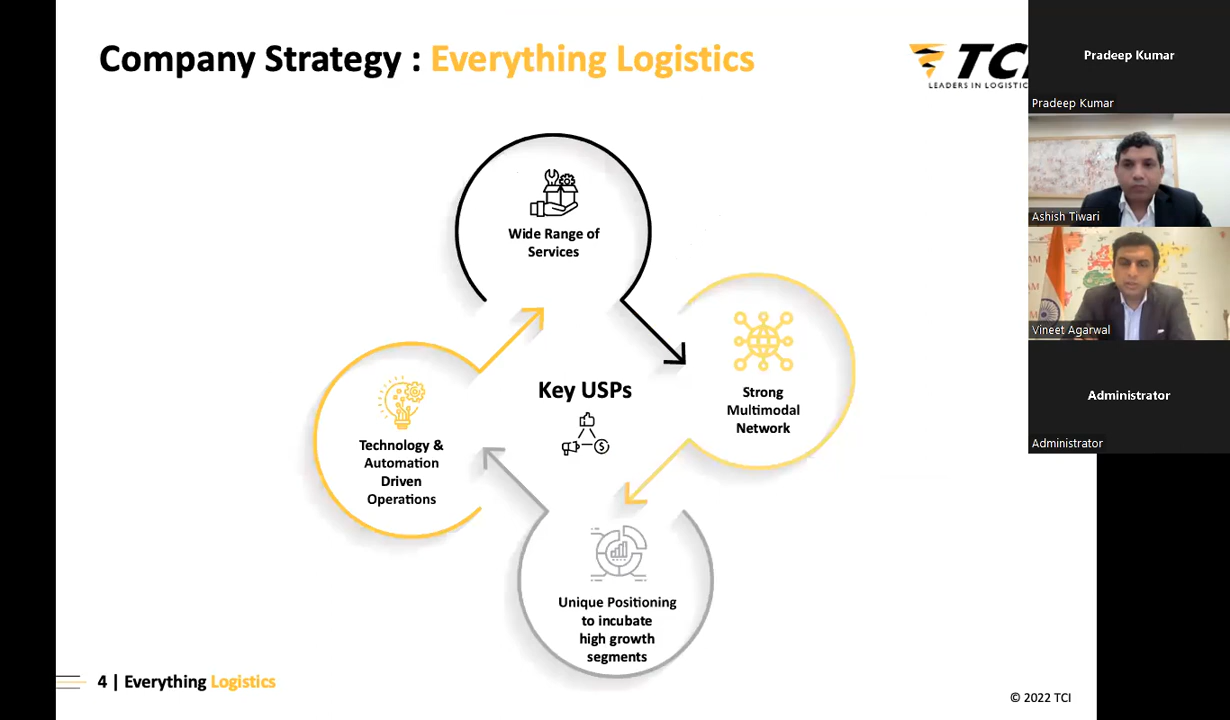 Company Strategy : Everything Logistics
TCI
LEADERS IN LOGISTIC
Wide Range of
Services
Strong
Multimodal
Network
Key USPs
Technology &
Automation
Driven
Operations
Unique Positioning
to incubate
high growth
segments
4 | Everything Logistics
© 2022 TCI
Pradeep Kumar
Pradeep Kumar
Ashish Tiwari
Vineet Agarwal
Administrator
Administrator